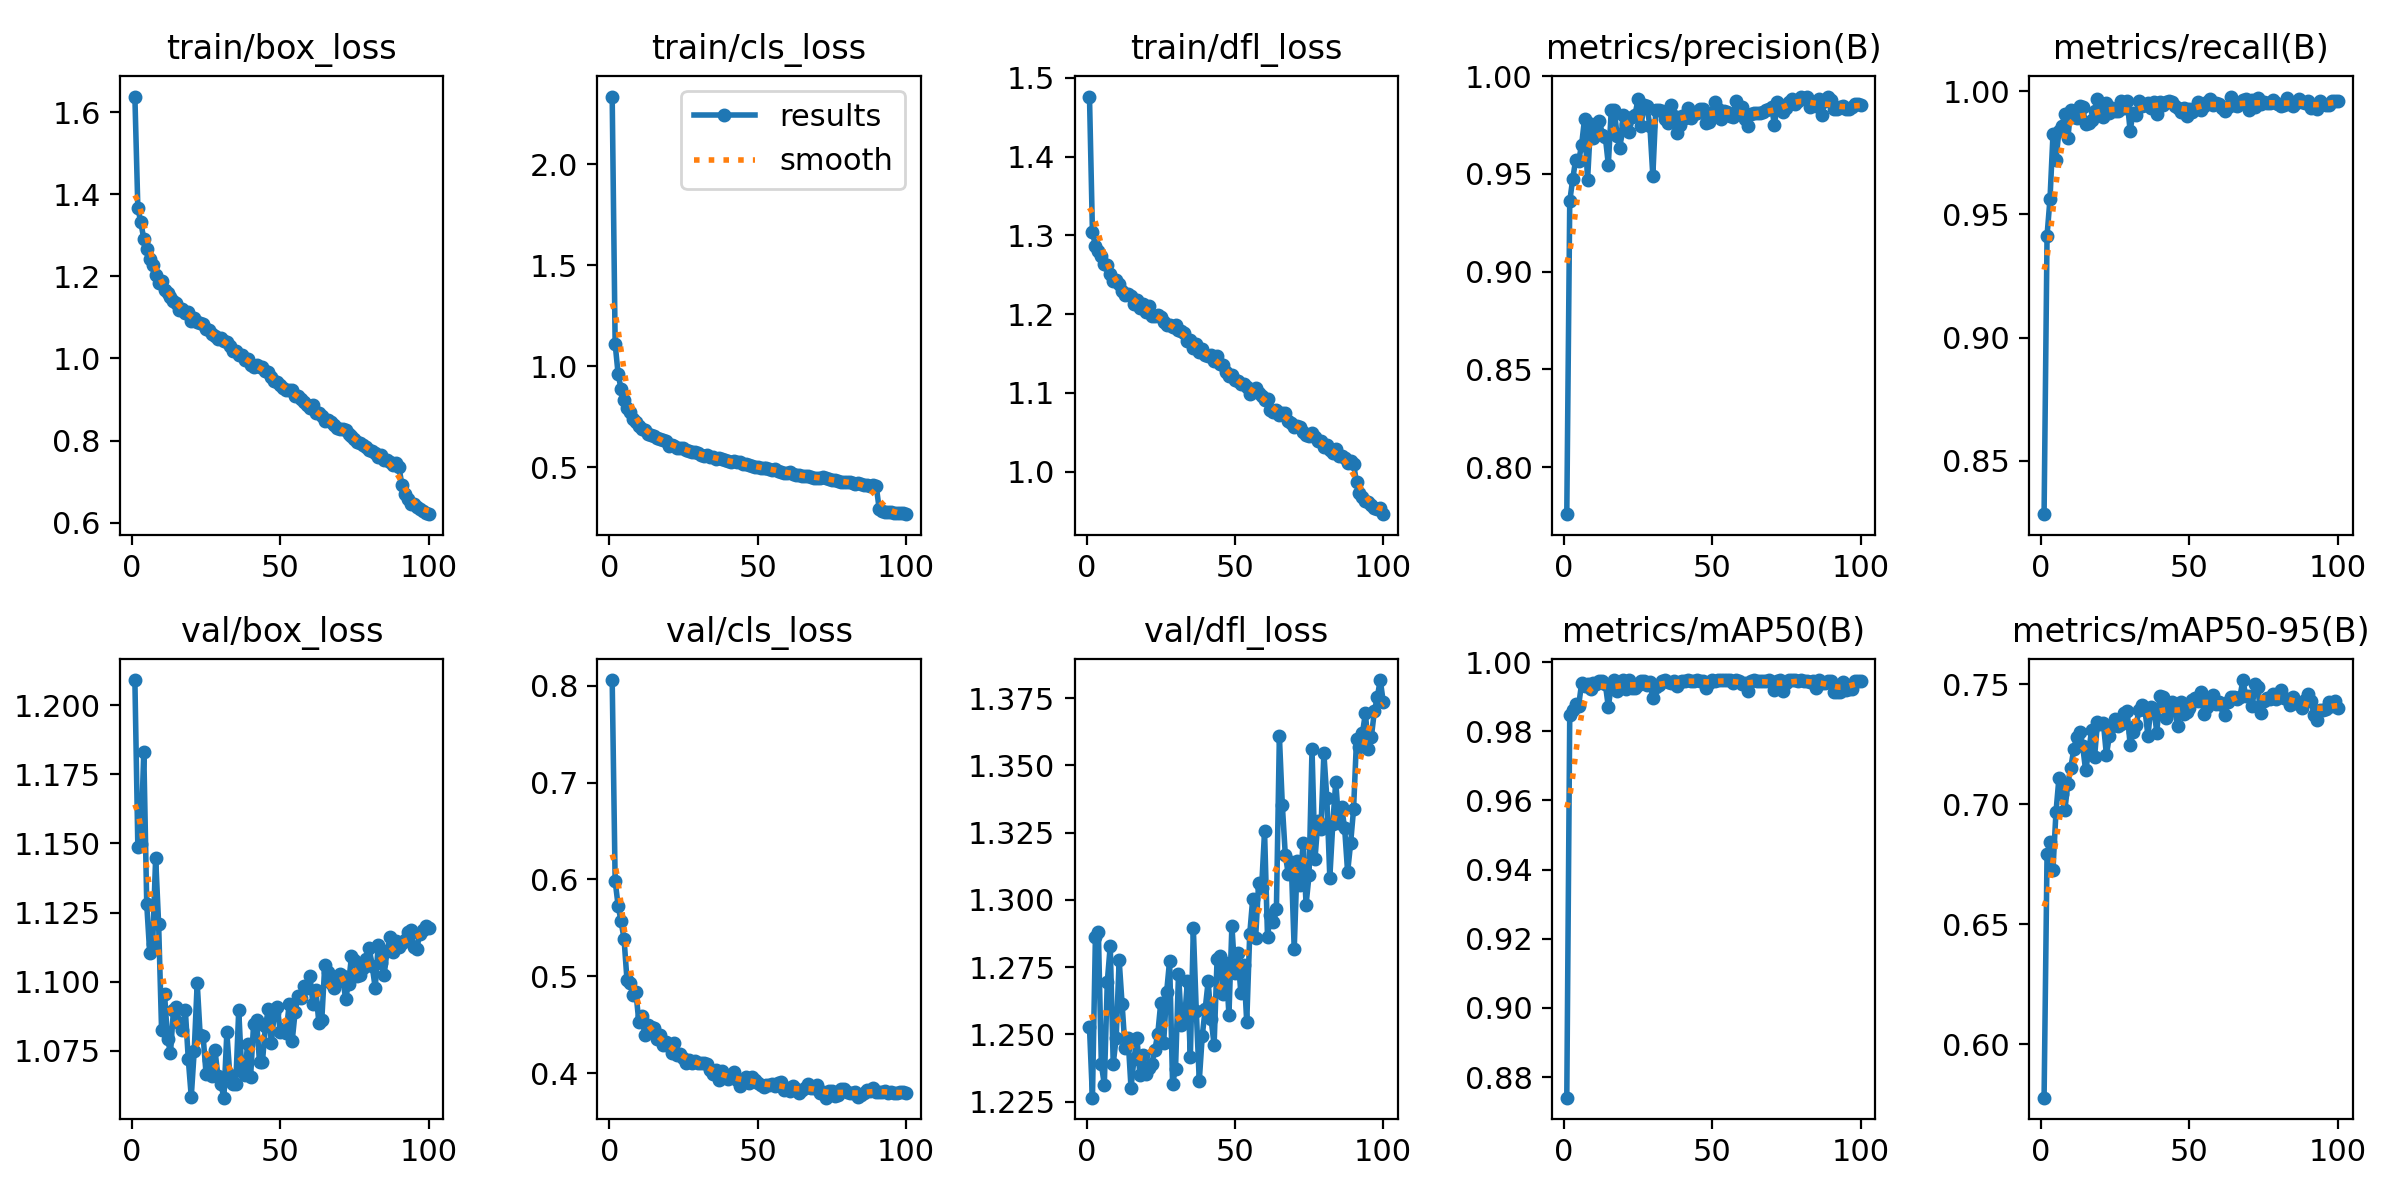 train/box_loss
1.6
1.4
1.2
1.0
0.8
0.6
0 50 100
train/cls_loss
results
smooth
2.0
1.5
1.0
0.5
0 50 100
train/dfl_loss
1.5
1.4
1.3
1.2
1.1
1.0
0 50 100
metrics/precision(B)
1.00
0.95
0.90
0.85
0.80
0 50 100
metrics/recall(B)
1.00
0.95
0.90
0.85
0 50 100
val/box_loss
1.200
1.175
1.150
1.125
1.100
1.075
0 50 100
val/cls_loss
0.8
0.7
0.6
0.5
0.4
0 50 100
val/dfl_loss
1.375
1.350
1.325
1.300
1.275
1.250
1.225
0 50 100
metrics/mAP50(B)
1.00
0.98
0.96
0.94
0.92
0.90
0.88
0 50 100
metrics/mAP50-95(B)
0.75
0.70
0.65
0.60
0 50 100